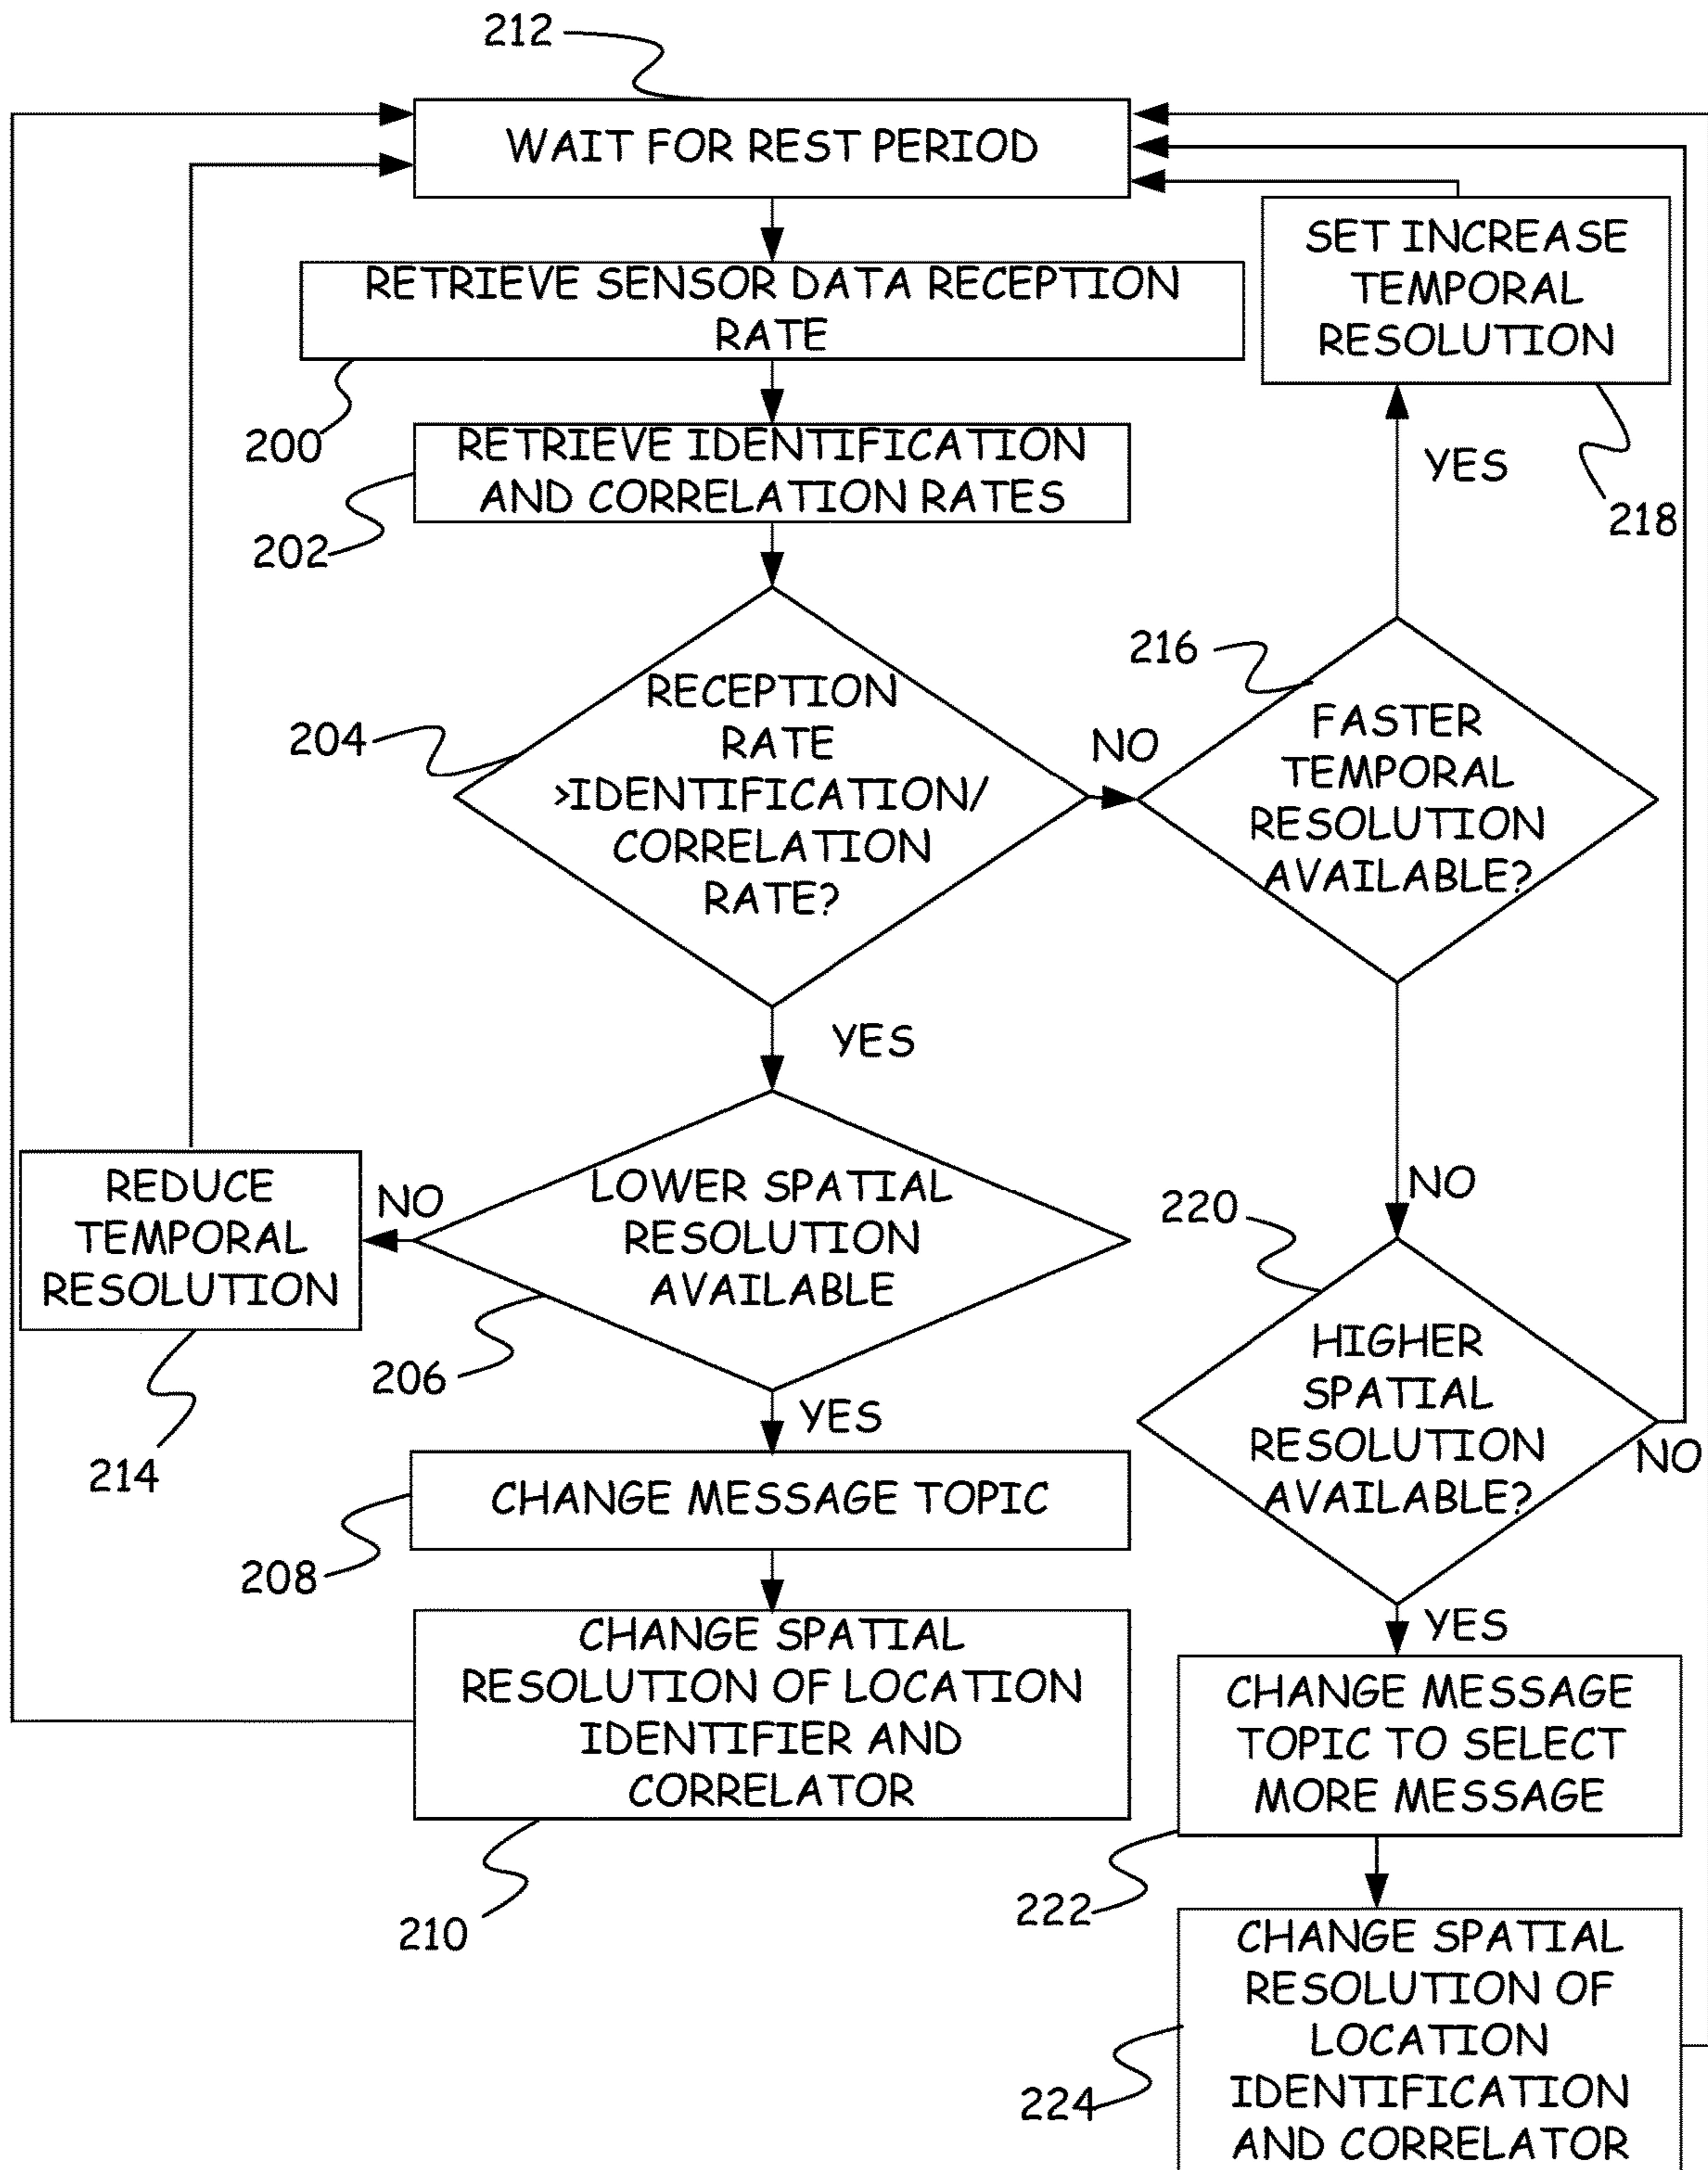 212
WAIT FOR REST PERIOD
SET INCREASE
TEMPORAL
RESOLUTION
RETRIEVE SENSOR DATA RECEPTION
RATE
200
RETRIEVE IDENTIFICATION
AND CORRELATION RATES
202
YES
218
216
RECEPTION
RATE
>IDENTIFICATION/
CORRELATION
RATE?
204
NO
FASTER
TEMPORAL
RESOLUTION
AVAILABLE?
YES
REDUCE
TEMPORAL
RESOLUTION
NO
LOWER SPATIAL
RESOLUTION
AVAILABLE
NO
220
206
214
HIGHER
SPATIAL
RESOLUTION
AVAILABLE?
NO
YES
CHANGE MESSAGE TOPIC
208
YES
CHANGE SPATIAL
RESOLUTION OF LOCATION
IDENTIFIER AND
CORRELATOR
210
CHANGE MESSAGE
TOPIC TO SELECT
MORE MESSAGE
222
CHANGE SPATIAL
RESOLUTION OF
LOCATION
IDENTIFICATION
AND CORRELATOR
224